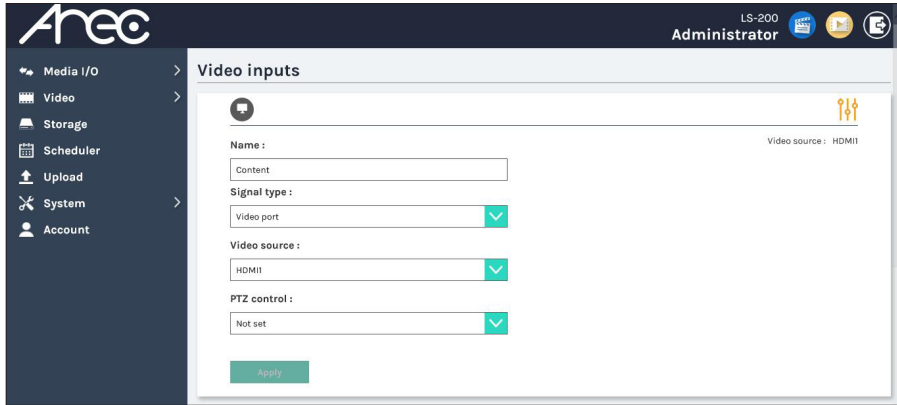 Arec
LS-200
Administrator
Media I/O
Video
Storage
Scheduler
Upload
System
Account
Video inputs
Video source : HDMI1
Name :
Content
Signal type :
Video port
Video source :
HDMI1
PTZ control :
Not set
Apply